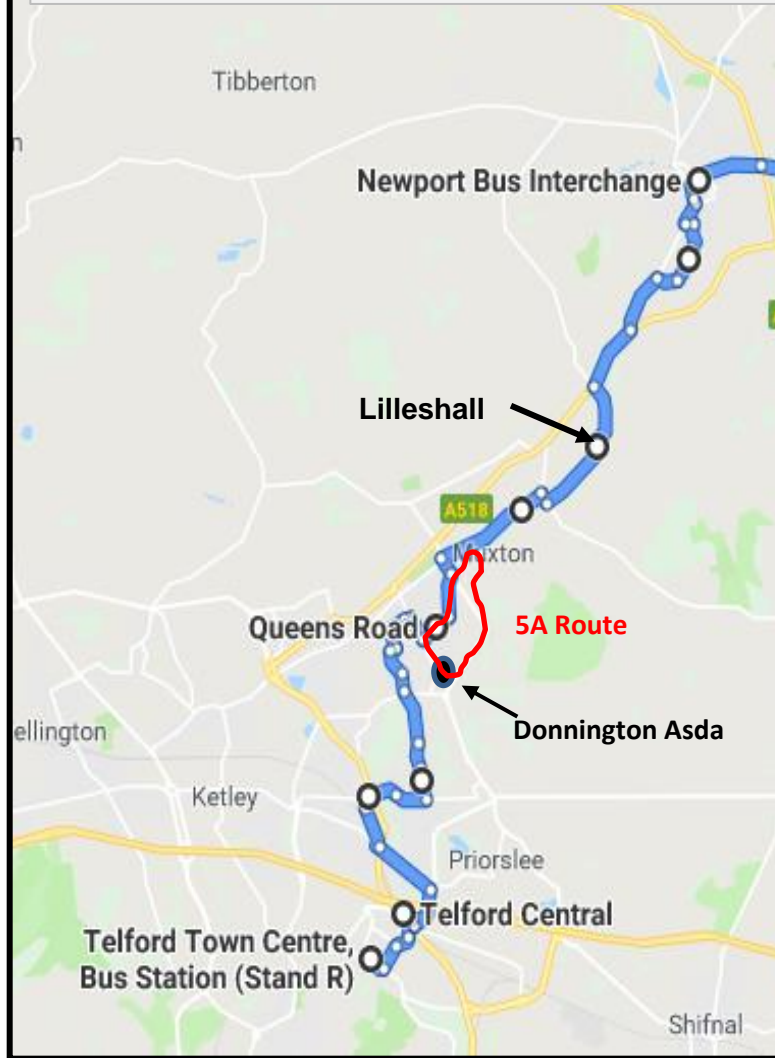 Tibberton
n
Newport Bus Interchange
Lilleshall
A518
Muxton
Queens Road
5A Route
Donnington Asda
ellington
Ketley
Priorslee
Telford Central
Telford Town Centre,
Bus Station (Stand R)
Shifnal